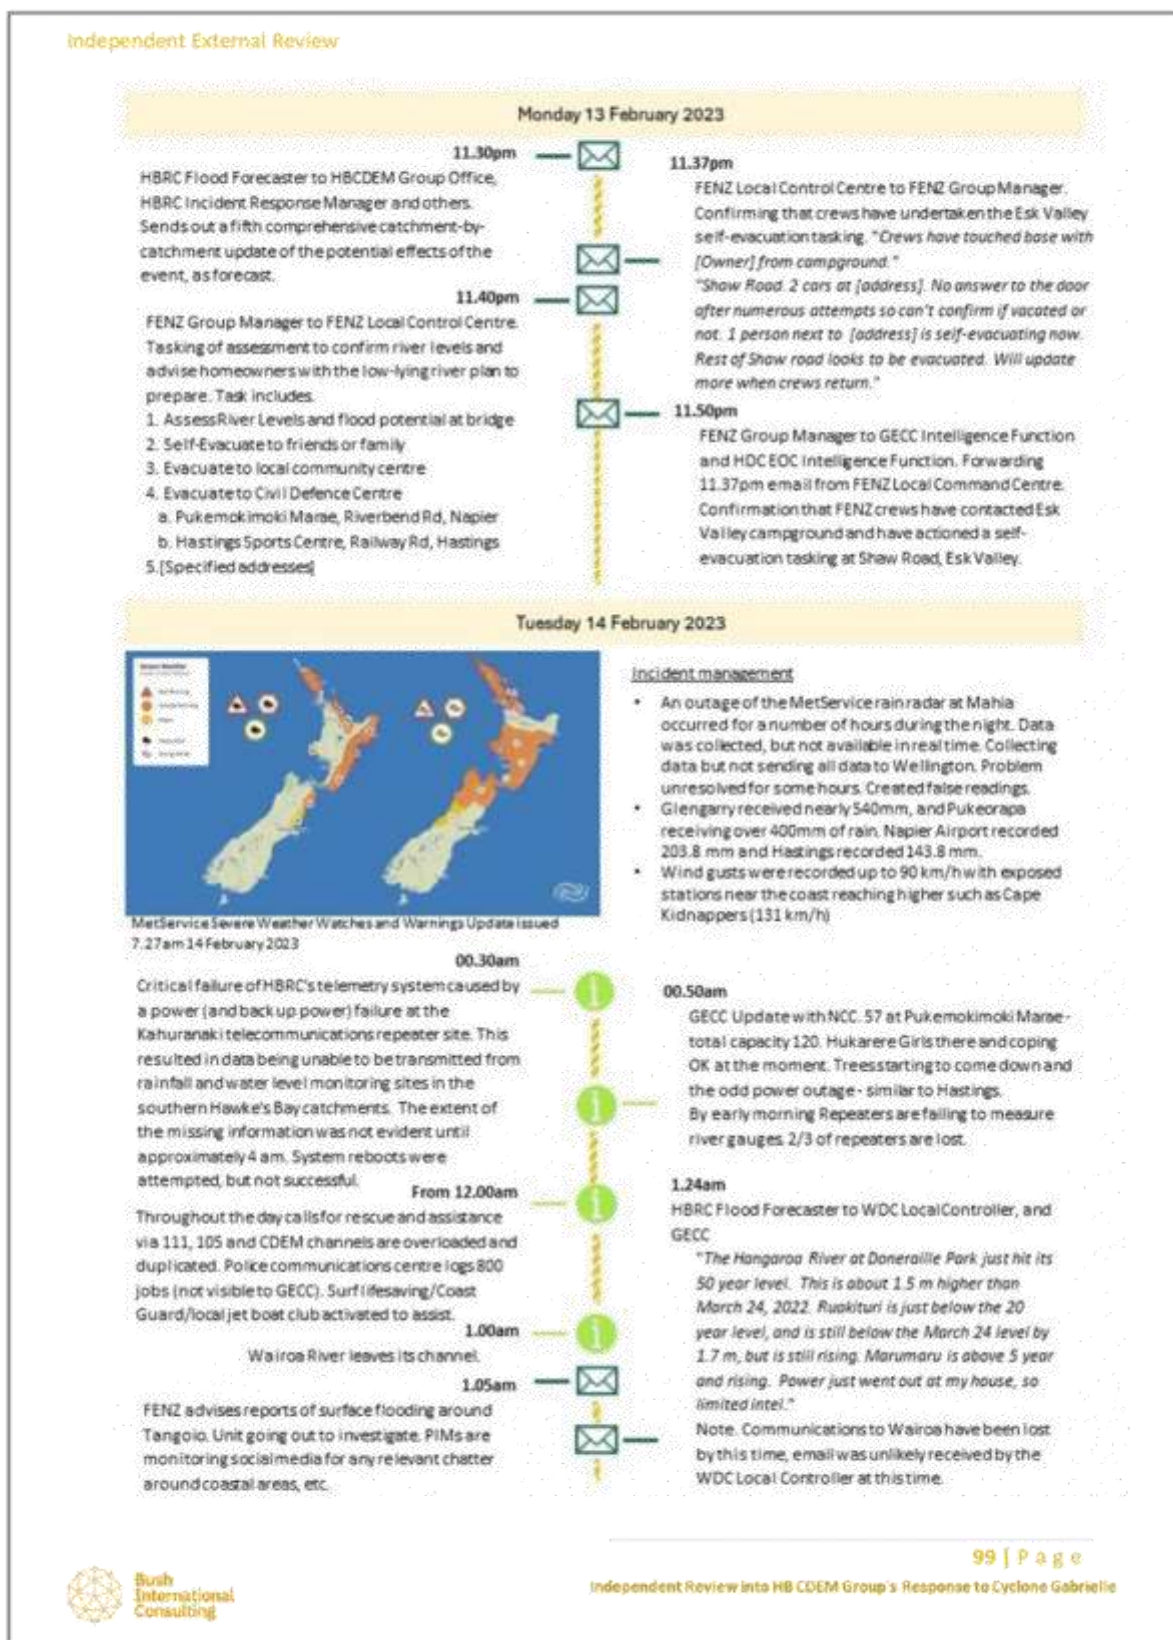 Independent External Review
Monday 13 February 2023
11.30pm
HBRC Flood Forecaster to HBCDEM Group Office,
HBRC Incident Response Manager and others.
Sends out a fifth comprehensive catchment-by-
catchment update of the potential effects of the
event, as forecast.
11.37pm
FENZ Local Control Centre to FENZ Group Manager.
Confirming that crews have undertaken the Esk Valley
self-evacuation tasking. "Crews have touched base with
[Owner] from campground."
"Shaw Road. 2 cars at [address]. No answer to the door
after numerous attempts so can't confirm if vacated or
not. 1 person next to [address] is self-evacuating now.
Rest of Shaw road looks to be evacuated. Will update
more when crews return."
11.40pm
FENZ Group Manager to FENZ Local Control Centre.
Tasking of assessment to confirm river levels and
advise homeowners with the low-lying river plan to
prepare. Task includes.
1. Assess River Levels and flood potential at bridge
2. Self-Evacuate to friends or family
3. Evacuate to local community centre
4. Evacuate to Civil Defence Centre
a. Pukemokimoki Marae, Riverbend Rd, Napier
b. Hastings Sports Centre, Railway Rd, Hastings
5. [Specified addresses]
11.50pm
FENZ Group Manager to GECC Intelligence Function
and HDC EOC Intelligence Function. Forwarding
11.37pm email from FENZ Local Command Centre.
Confirmation that FENZ crews have contacted Esk
Valley campground and have actioned a self-
evacuation tasking at Shaw Road, Esk Valley.
Tuesday 14 February 2023
MetService Severe Weather Watches and Warnings Update issued
7.27am 14 February 2023
Incident management
• An outage of the MetService rain radar at Mahia
occurred for a number of hours during the night. Data
was collected, but not available in real time. Collecting
data but not sending all data to Wellington. Problem
unresolved for some hours. Created false readings.
• Glengarry received nearly 540mm, and Pukeorapa
receiving over 400mm of rain. Napier Airport recorded
203.8 mm and Hastings recorded 143.8 mm.
• Wind gusts were recorded up to 90 km/h with exposed
stations near the coast reaching higher such as Cape
Kidnappers (131 km/h)
00.30am
Critical failure of HBRC's telemetry system caused by
a power (and back up power) failure at the
Kahuranaki telecommunications repeater site. This
resulted in data being unable to be transmitted from
rainfall and water level monitoring sites in the
southern Hawke's Bay catchments. The extent of
the missing information was not evident until
approximately 4 am. System reboots were
attempted, but not successful.
00.50am
GECC Update with NCC. 57 at Pukemokimoki Marae -
total capacity 120. Hukarere Girls there and coping
OK at the moment. Trees starting to come down and
the odd power outage - similar to Hastings.
By early morning Repeaters are failing to measure
river gauges. 2/3 of repeaters are lost.
From 12.00am
Throughout the day calls for rescue and assistance
via 111, 105 and CDEM channels are overloaded and
duplicated. Police communications centre logs 800
jobs (not visible to GECC). Surf lifesaving/Coast
Guard/local jet boat club activated to assist.
1.00am
Wairoa River leaves its channel.
1.05am
FENZ advises reports of surface flooding around
Tangoio. Unit going out to investigate. PIMs are
monitoring social media for any relevant chatter
around coastal areas, etc.
1.24am
HBRC Flood Forecaster to WDC Local Controller, and
GECC
"The Hangaroa River at Doneraille Park just hit its
50 year level. This is about 1.5 m higher than
March 24, 2022. Ruakituri is just below the 20
year level, and is still below the March 24 level by
1.7 m, but is still rising. Marumaru is above 5 year
and rising. Power just went out at my house, so
limited intel."
Note. Communications to Wairoa have been lost
by this time, email was unlikely received by the
WDC Local Controller at this time.
99 | Page
Independent Review into HB CDEM Group's Response to Cyclone Gabrielle
Bush
International
Consulting